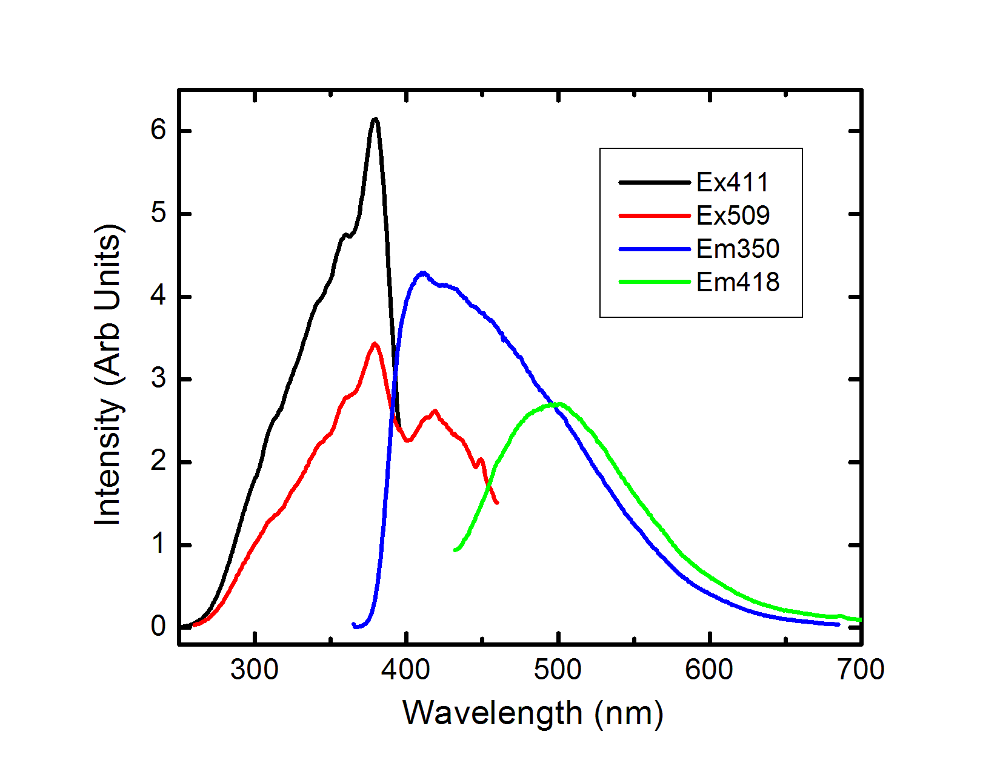 6
5
4
3
2
1
0
Intensity (Arb Units)
Ex411
Ex509
Em350
Em418
300 400 500 600 700
Wavelength (nm)